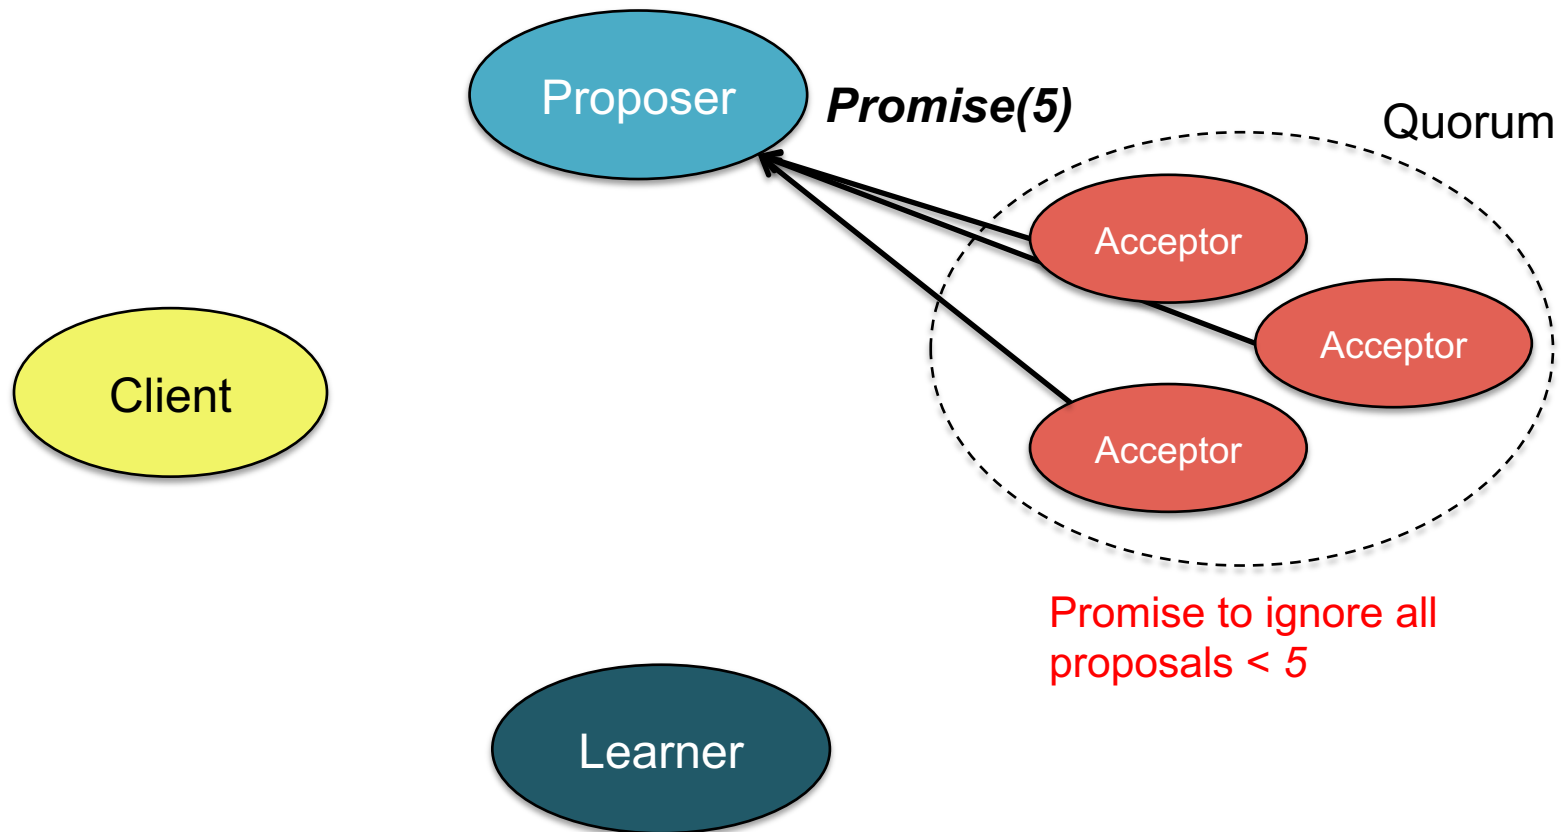 Proposer
Promise(5)
Quorum
Acceptor
Acceptor
Client
Acceptor
Promise to ignore all
proposals < 5
Learner